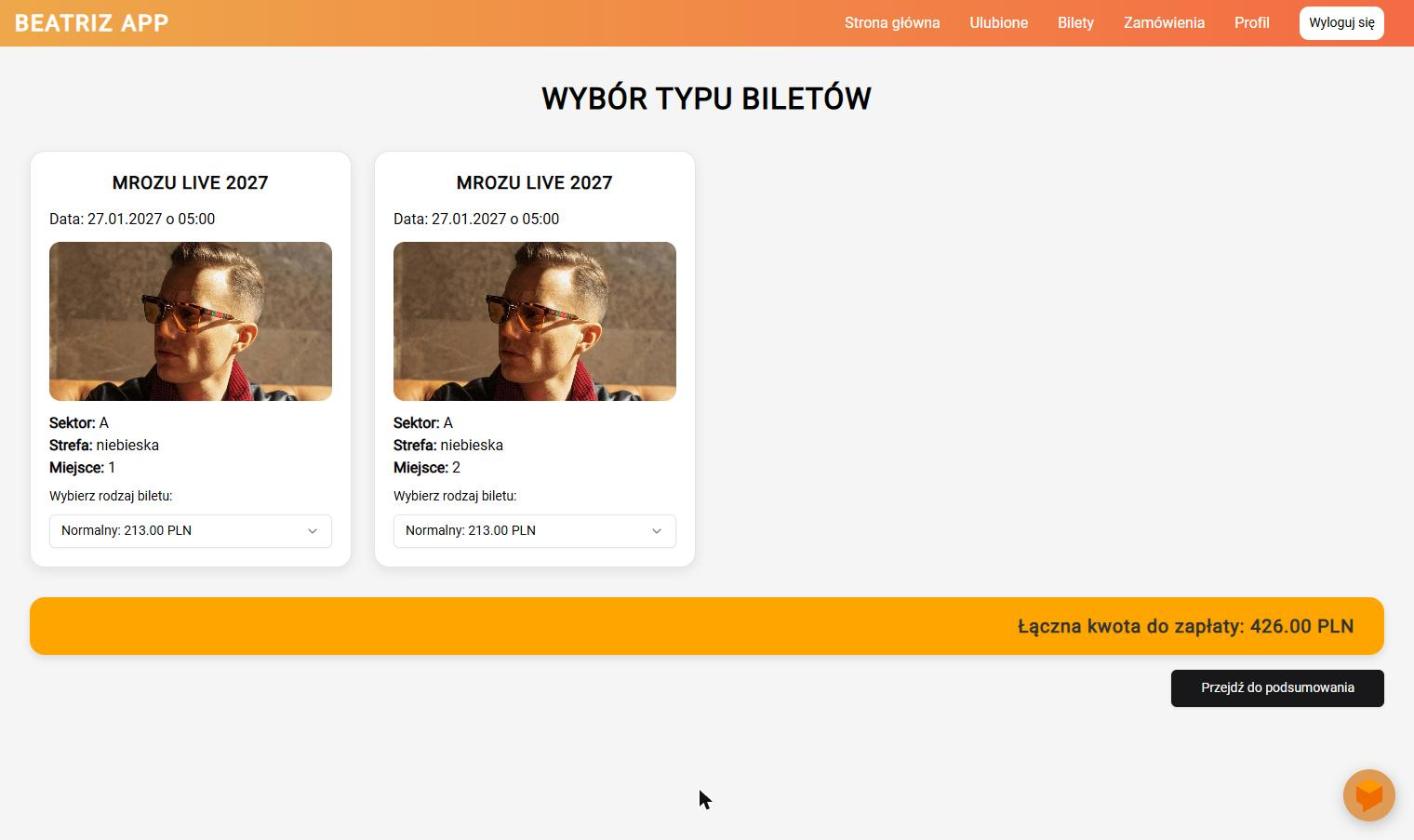 BEATRIZ APP
Strona główna
Ulubione
Bilety
Zamówienia
Profil
Wyloguj się
WYBÓR TYPU BILETÓW
MROZU LIVE 2027
Data: 27.01.2027 o 05:00
Sektor: A
Strefa: niebieska
Miejsce: 1
Wybierz rodzaj biletu:
Normalny: 213.00 PLN
MROZU LIVE 2027
Data: 27.01.2027 o 05:00
Sektor: A
Strefa: niebieska
Miejsce: 2
Wybierz rodzaj biletu:
Normalny: 213.00 PLN
Łączna kwota do zapłaty: 426.00 PLN
Przejdź do podsumowania